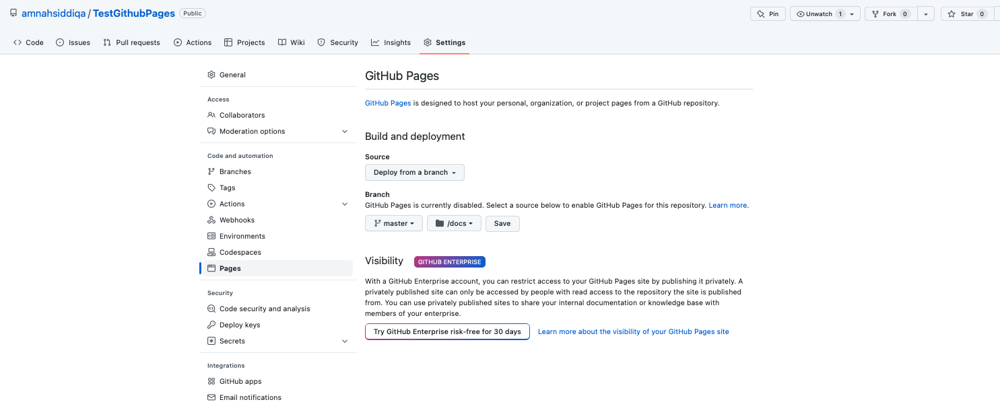 amnahsiddiqa / TestGithubPages Public
Pin Unwatch 1 Fork 0 Star 0
Code Issues Pull requests Actions Projects Wiki Security Insights Settings
General
Access
Collaborators
Moderation options
Code and automation
Branches
Tags
Actions
Webhooks
Environments
Codespaces
Pages
Security
Code security and analysis
Deploy keys
Secrets
Integrations
GitHub apps
Email notifications
GitHub Pages
GitHub Pages is designed to host your personal, organization, or project pages from a GitHub repository.
Build and deployment
Source
Deploy from a branch
Branch
GitHub Pages is currently disabled. Select a source below to enable GitHub Pages for this repository. Learn more.
master /docs Save
Visibility GITHUB ENTERPRISE
With a GitHub Enterprise account, you can restrict access to your GitHub Pages site by publishing it privately. A
privately published site can only be accessed by people with read access to the repository the site is published
from. You can use privately published sites to share your internal documentation or knowledge base with
members of your enterprise.
Try GitHub Enterprise risk-free for 30 days Learn more about the visibility of your GitHub Pages site